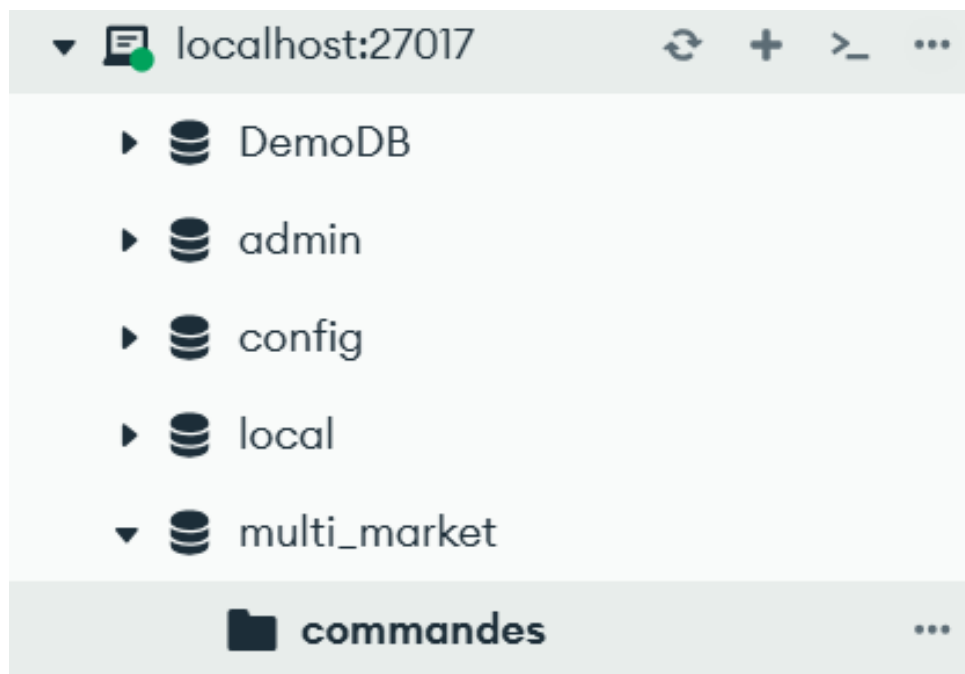 localhost:27017
DemoDB
admin
config
local
multi_market
commandes